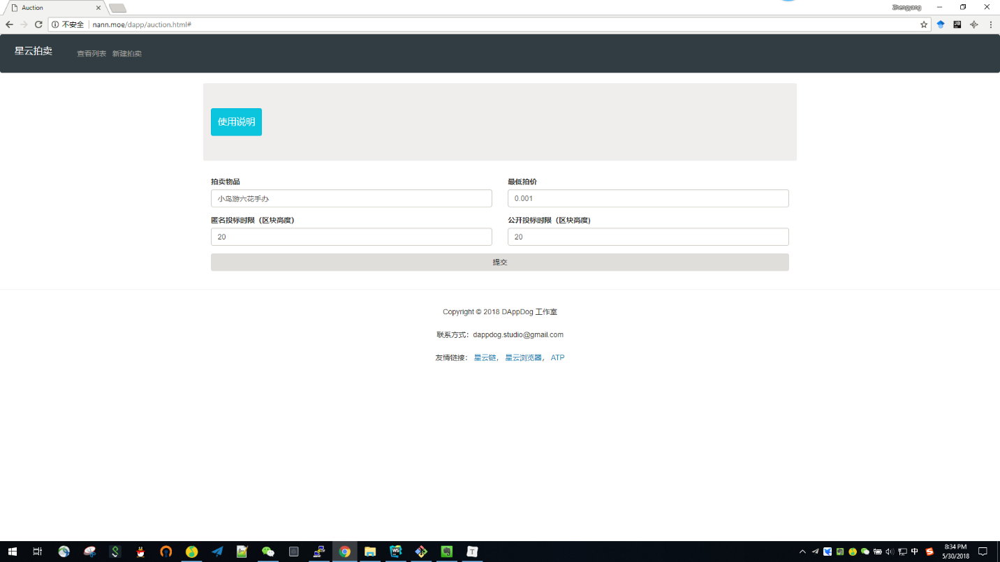 Auction
Zhengyang
不安全 nann.moe/dapp/auction.html#
星云拍卖 查看列表 新建拍卖
使用说明
拍卖物品 最低拍价
小鸟游六花手办 0.001
匿名投标时限（区块高度） 公开投标时限（区块高度)
20 20
提交
Copyright © 2018 DAppDog 工作室
联系方式：dappdog.studio@gmail.com
友情链接： 星云链， 星云浏览器， ATP
WS T 中 8:34 PM
5/30/2018